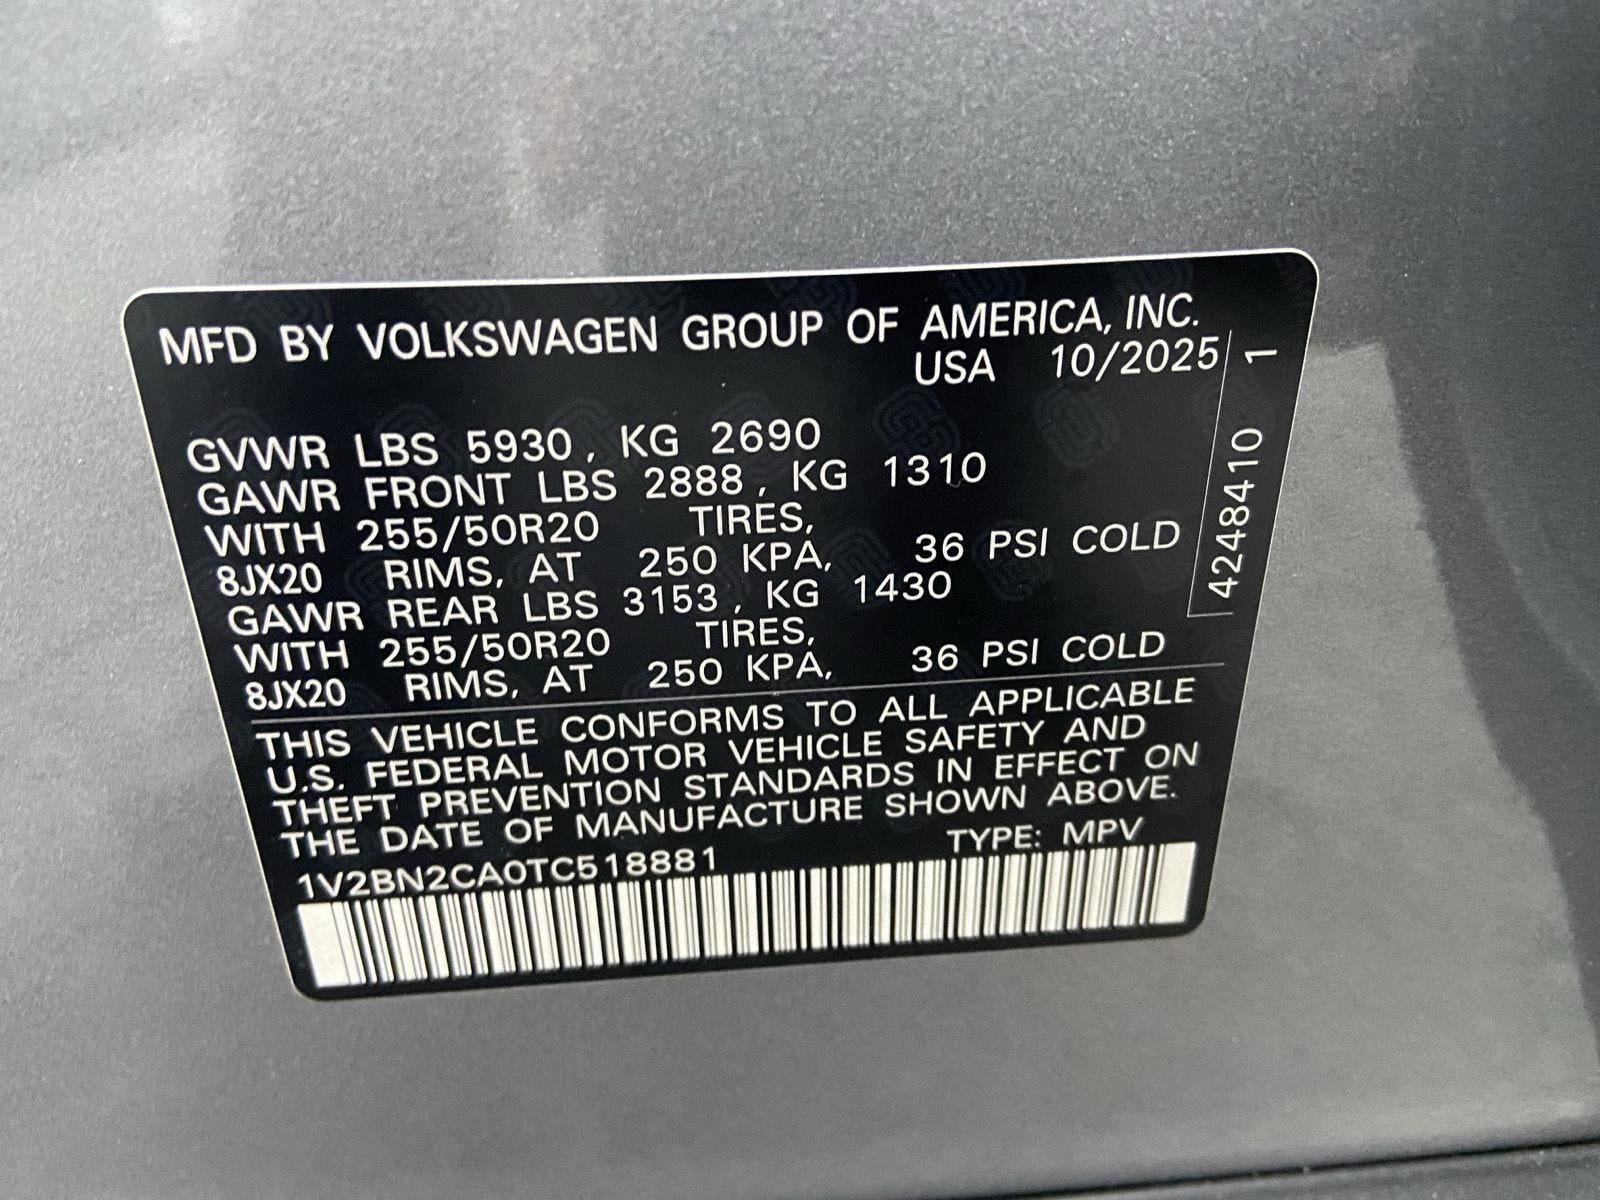 MFD BY VOLKSWAGEN GROUP OF AMERICA, INC.
USA 10/2025
GVWR LBS 5930, KG 2690
GAWR FRONT LBS 2888, KG 1310
WITH 255/50R20 TIRES,
8JX20 RIMS, AT 250 KPA, 36 PSI COLD
GAWR REAR LBS 3153, KG 1430
WITH 255/50R20 TIRES,
8JX20 RIMS, AT 250 KPA, 36 PSI COLD
THIS VEHICLE CONFORMS TO ALL APPLICABLE
U.S. FEDERAL MOTOR VEHICLE SAFETY AND
THEFT PREVENTION STANDARDS IN EFFECT ON
THE DATE OF MANUFACTURE SHOWN ABOVE.
TYPE: MPV
1V2BN2CA0TC518881
4248410 1